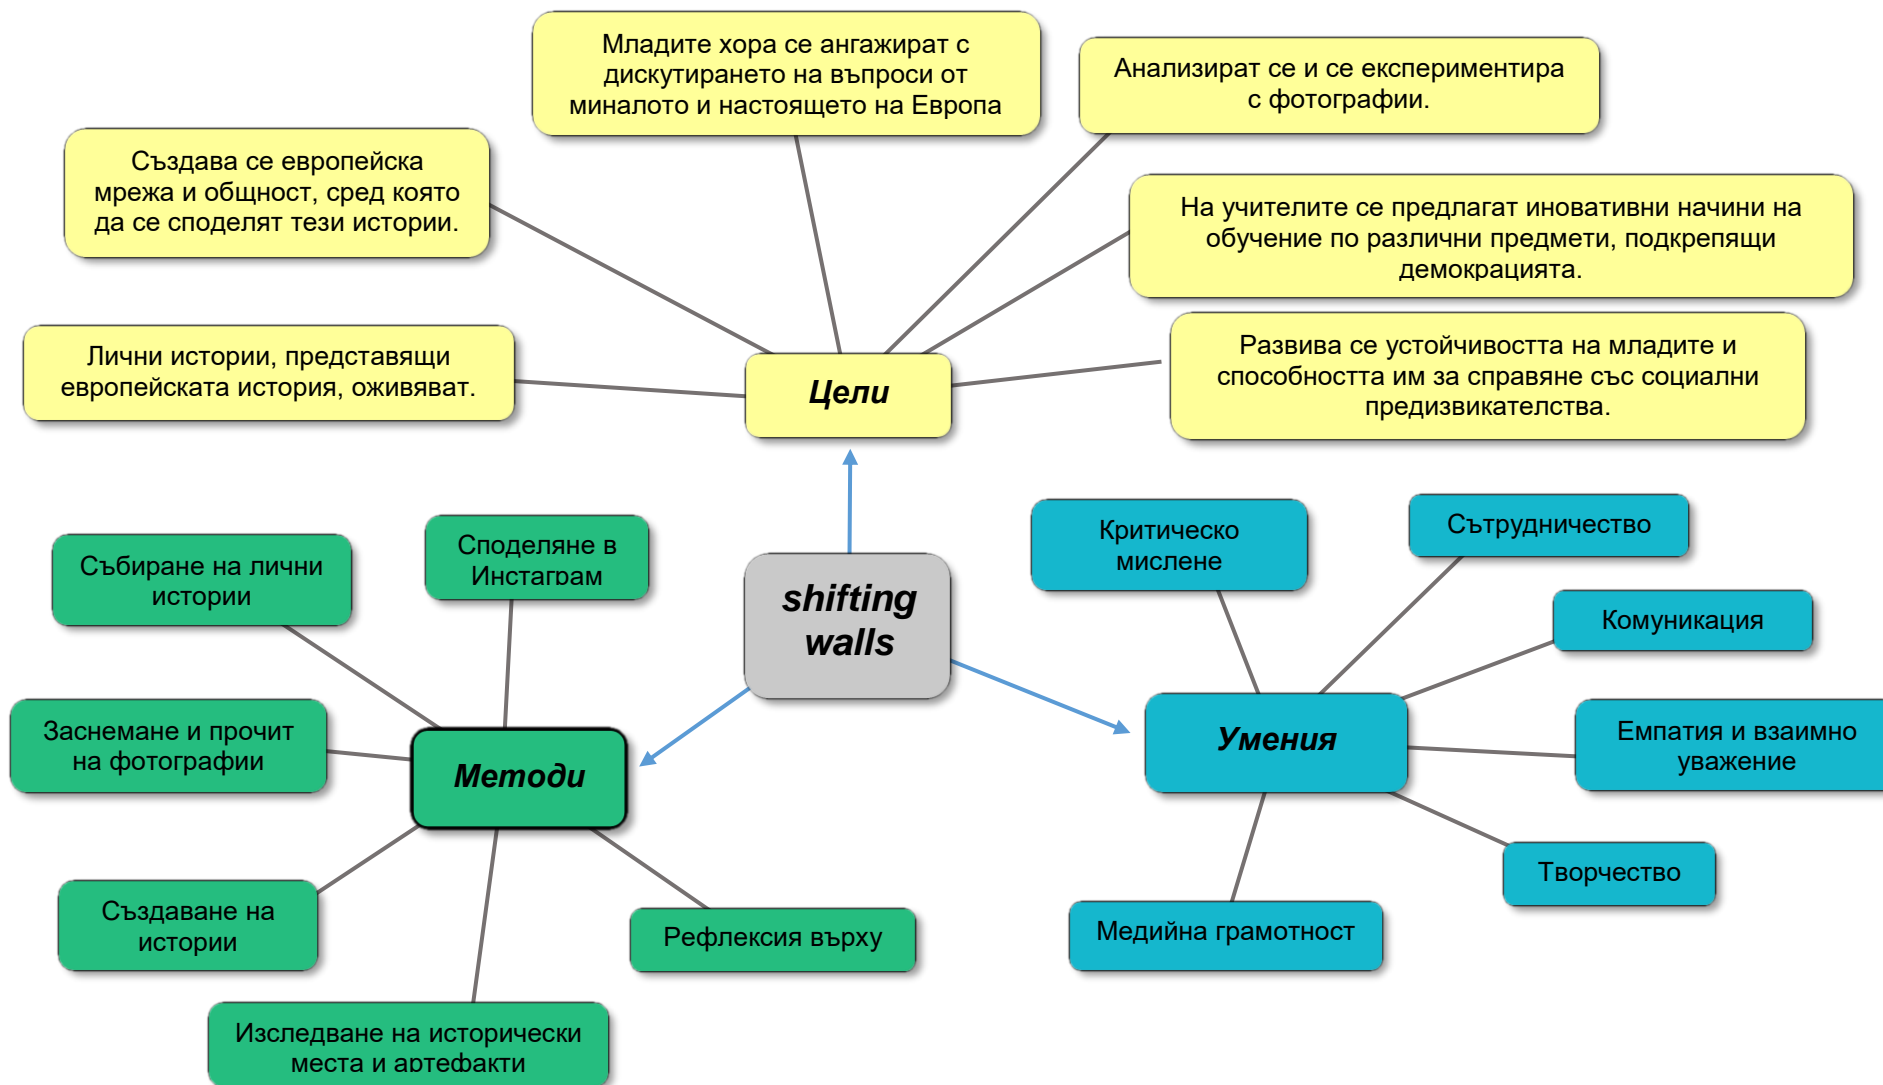 Младите хора се ангажират с
дискутирането на въпроси от
миналото и настоящето на Европа
Анализират се и се експериментира
с фотографии.
Създава се европейска
мрежа и общност, сред която
да се споделят тези истории.
На учителите се предлагат иновативни начини на
обучение по различни предмети, подкрепящи
демокрацията.
Лични истории, представящи
европейската история, оживяват.
Цели
Развива се устойчивостта на младите и
способността им за справяне със социални
предизвикателства.
Събиране на лични
истории
Споделяне в
Инстаграм
shifting
walls
Критическо
мислене
Сътрудничество
Комуникация
Заснемане и прочит
на фотографии
Методи
Умения
Емпатия и взаимно
уважение
Създаване на
истории
Рефлексия върху
Медийна грамотност
Творчество
Изследване на исторически
места и артефакти